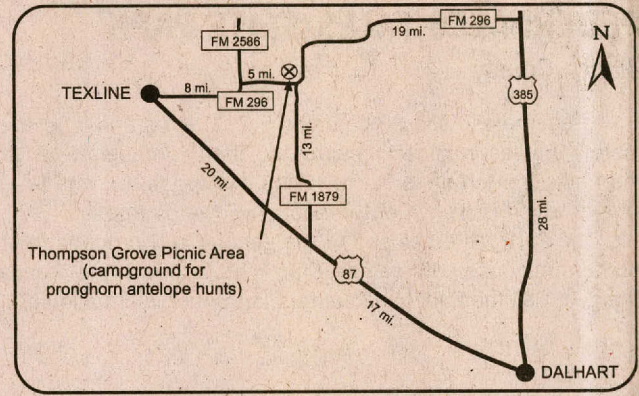 FM 2586
19 mi.
FM 296
N
5 mi.
385
TEXLINE
8 mi.
FM 296
13 mi.
20 mi.
FM 1879
28 mi.
Thompson Grove Picnic Area
(campground for
pronghorn antelope hunts)
87
17 mi.
DALHART